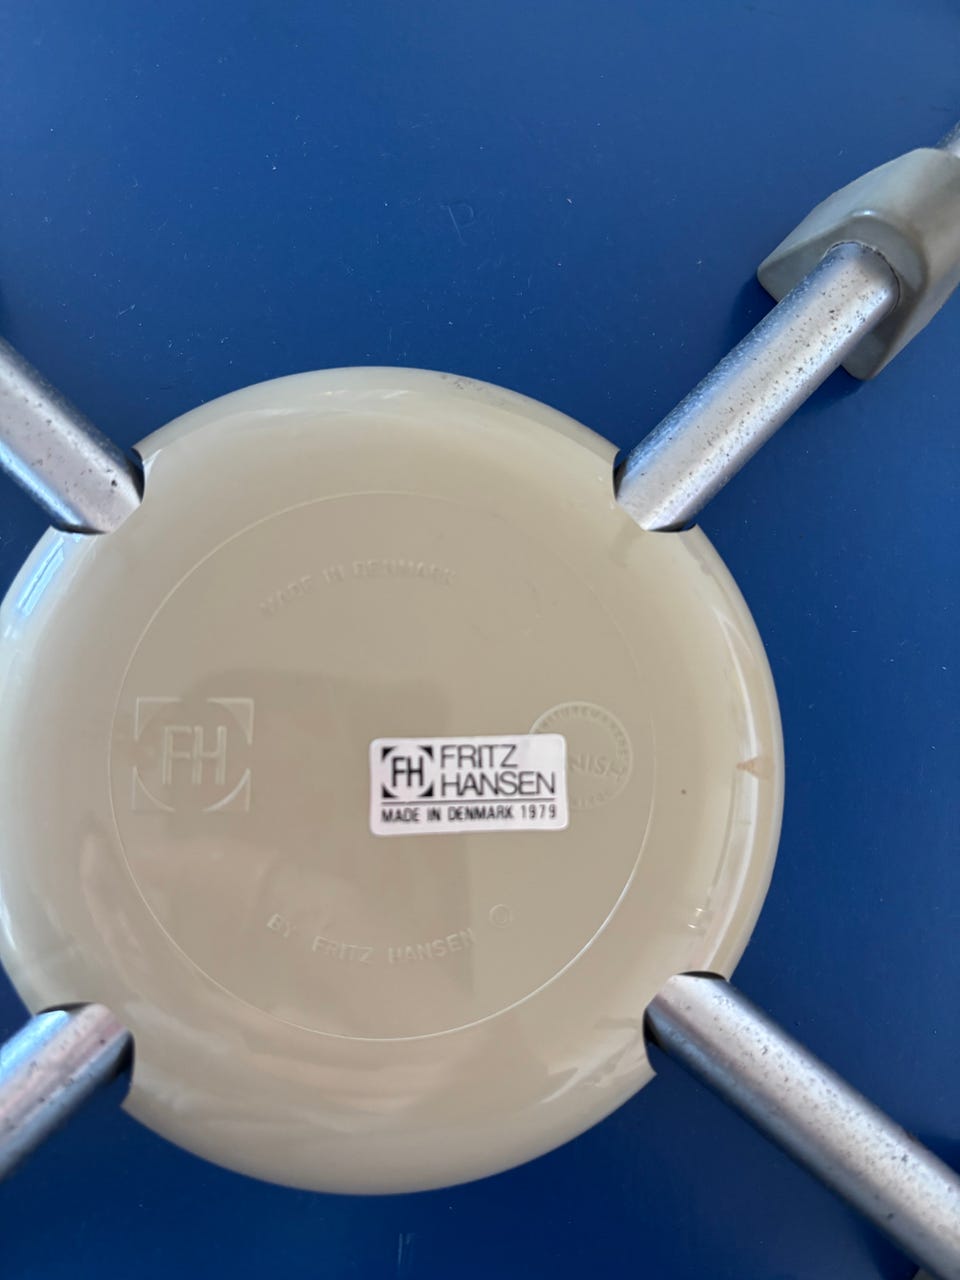 MADE IN DENMARK
FH
FH FRITZ
HANSEN
MADE IN DENMARK 1979
BY FRITZ HANSEN ©